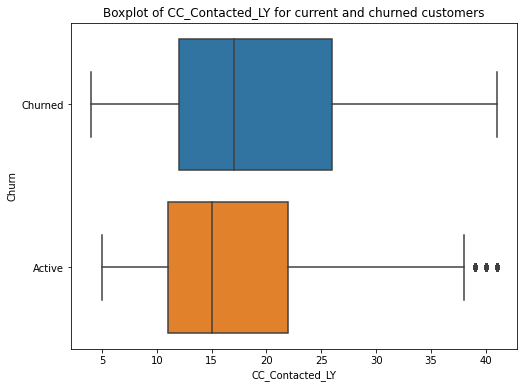 Boxplot of CC_Contacted_LY for current and churned customers
Churned
Churn
Active
5 10 15 20 25 30 35 40
CC_Contacted_LY